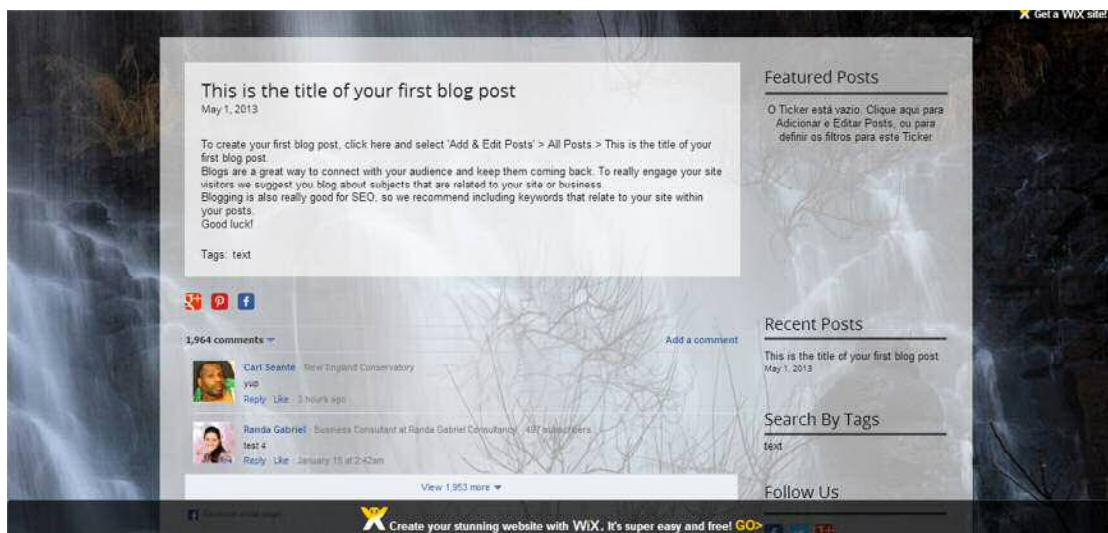 Get a WiX site!
This is the title of your first blog post
May 1, 2013
To create your first blog post, click here and select 'Add & Edit Posts' > All Posts > This is the title of your
first blog post.
Blogs are a great way to connect with your audience and keep them coming back. To really engage your site
visitors we suggest you blog about subjects that are related to your site or business.
Blogging is also really good for SEO, so we recommend including keywords that relate to your site within
your posts.
Good luck!
Tags: text
1,964 comments
Add a comment
Carl Seante · New England Conservatory
yup
Reply · Like · 3 hours ago
Randa Gabriel · Business Consultant at Randa Gabriel Consultancy · 497 subscribers
test 4
Reply · Like · January 15 at 2:42am
View 1,953 more
Featured Posts
O Ticker está vazio. Clique aqui para
Adicionar e Editar Posts, ou para
definir os filtros para este Ticker
Recent Posts
This is the title of your first blog post
May 1, 2013
Search By Tags
text
Follow Us
Create your stunning website with WiX. It's super easy and free! GO>